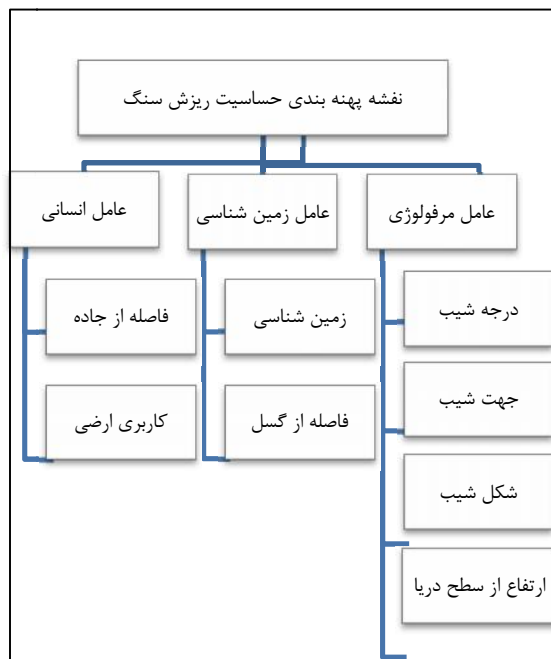 نقشه پهنه بندی حساسیت ریزش سنگ
عامل مرفولوژی
عامل زمین شناسی
عامل انسانی
درجه شیب
جهت شیب
شکل شیب
ارتفاع از سطح دریا
زمین شناسی
فاصله از گسل
فاصله از جاده
کاربری ارضی